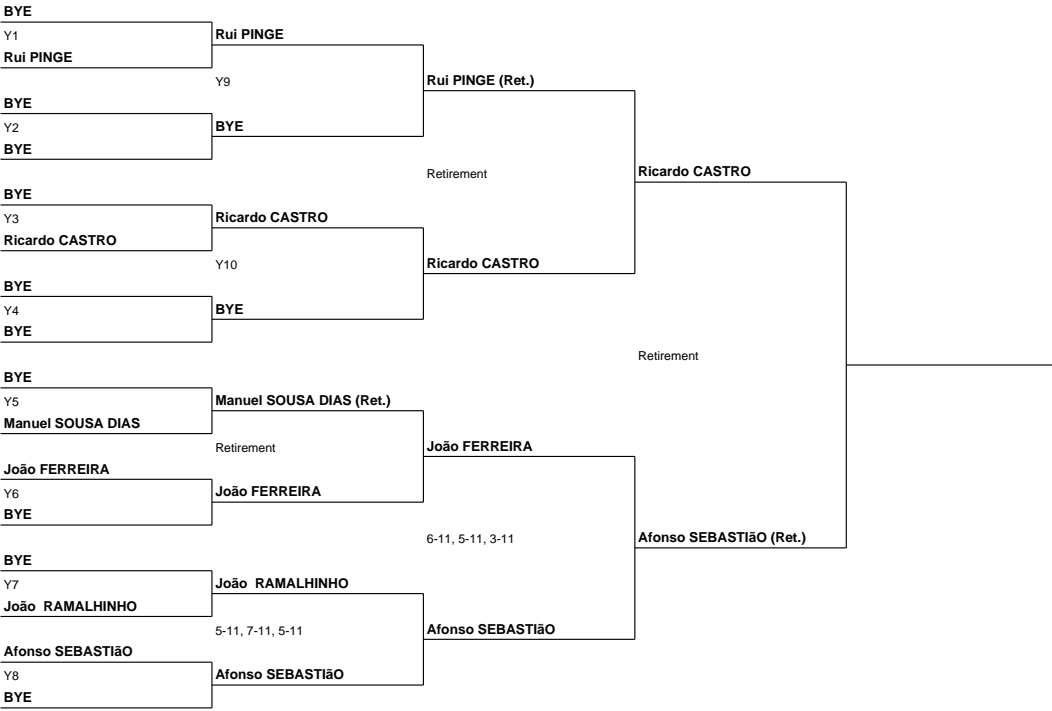 BYE
Y1
Rui PINGE
Rui PINGE
Y9
Rui PINGE (Ret.)
BYE
Y2
BYE
BYE
Retirement
Ricardo CASTRO
BYE
Y3
Ricardo CASTRO
Ricardo CASTRO
Y10
Ricardo CASTRO
BYE
Y4
BYE
BYE
Retirement
BYE
Y5
Manuel SOUSA DIAS
Manuel SOUSA DIAS (Ret.)
Retirement
João FERREIRA
João FERREIRA
Y6
BYE
João FERREIRA
6-11, 5-11, 3-11
Afonso SEBASTIãO (Ret.)
BYE
Y7
João  RAMALHINHO
João  RAMALHINHO
5-11, 7-11, 5-11
Afonso SEBASTIãO
Afonso SEBASTIãO
Y8
BYE
Afonso SEBASTIãO